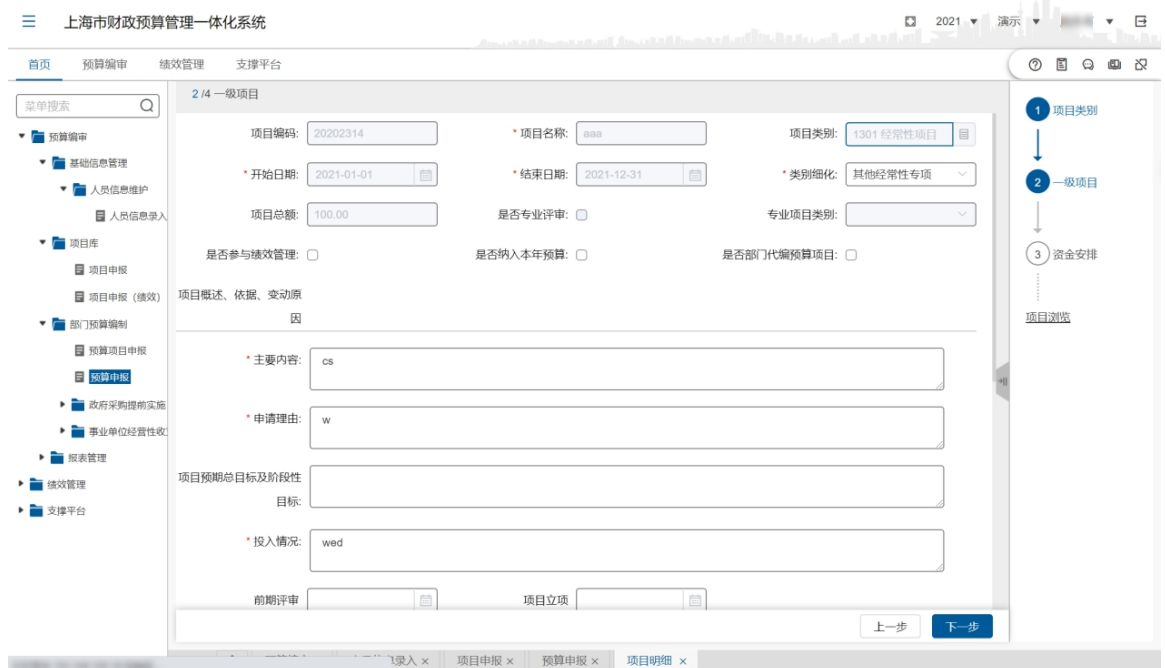 上海市财政预算管理一体化系统
2021
演示
首页 预算编审 绩效管理 支撑平台
菜单搜索
预算编审
基础信息管理
人员信息维护
人员信息录入
项目库
项目申报
项目申报（绩效）
部门预算编制
预算项目申报
预算申报
政府采购提前实施
事业单位经营性收
报表管理
绩效管理
支撑平台
2 /4 一级项目
项目编码: 20202314 * 项目名称: aaa 项目类别: 1301 经常性项目
* 开始日期: 2021-01-01 * 结束日期: 2021-12-31 * 类别细化: 其他经常性专项
项目总额: 100.00 是否专业评审: 专业项目类别:
是否参与绩效管理: 是否纳入本年预算: 是否部门代编预算项目:
项目概述、依据、变动原
因
* 主要内容: cs
* 申请理由: w
项目预期总目标及阶段性
目标:
* 投入情况: wed
前期评审 项目立项
上一步 下一步
1 项目类别
2 一级项目
3 资金安排
项目浏览
录入 × 项目申报 × 预算申报 × 项目明细 ×